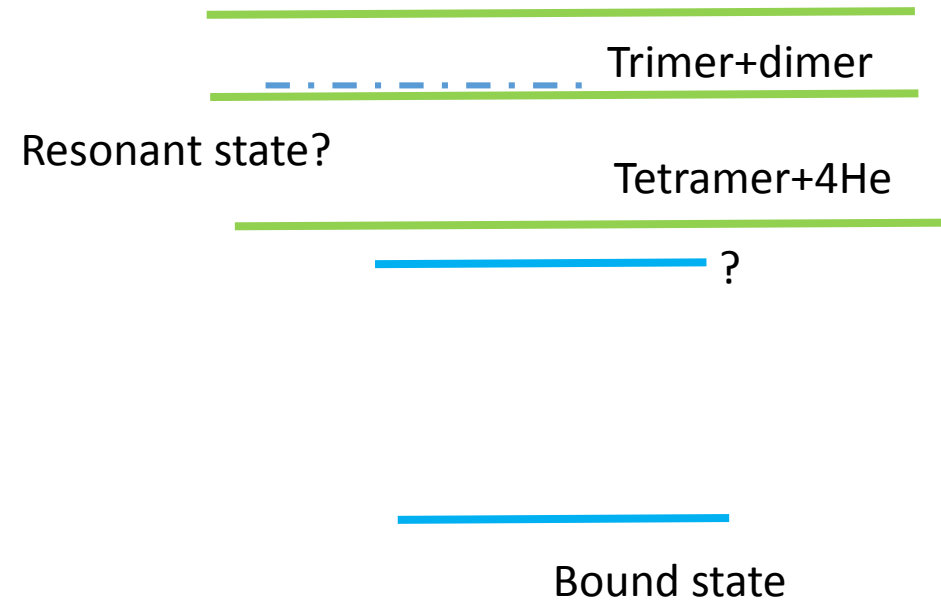 Trimer+dimer
Resonant state?
Tetramer+4He
?
Bound state